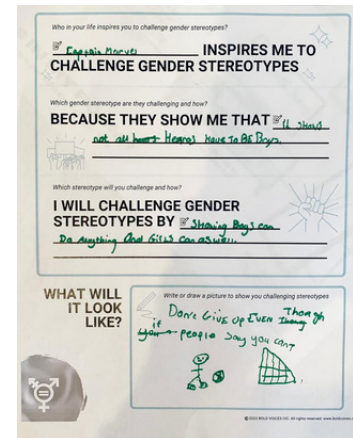 Who in your life inspires you to challenge gender stereotypes?
Captain Marvel INSPIRES ME TO
CHALLENGE GENDER STEREOTYPES
Which gender stereotype are they challenging and how?
BECAUSE THEY SHOW ME THAT it shows
not all Heros Have To BE Boys.
Which stereotype will you challenge and how?
I WILL CHALLENGE GENDER
STEREOTYPES BY Showing Boys can
Do Anything And Girls Can as well.
WHAT WILL
IT LOOK
LIKE?
Write or draw a picture to show you challenging stereotypes
Don't Give up EVEN Though
if people say you can't